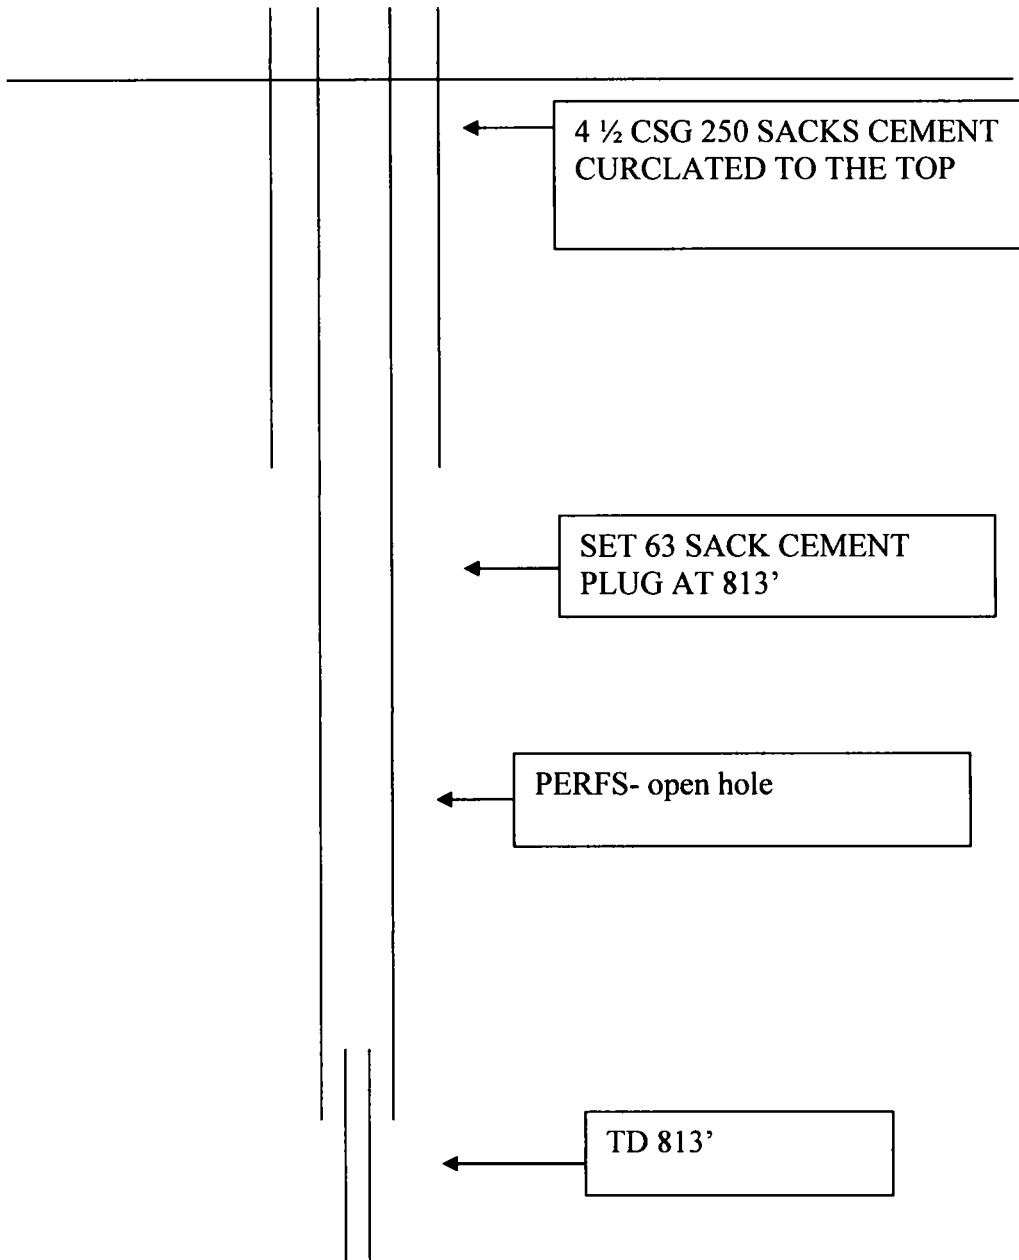 4 ½ CSG 250 SACKS CEMENT
CURCLATED TO THE TOP
SET 63 SACK CEMENT
PLUG AT 813’
PERFS- open hole
TD 813’